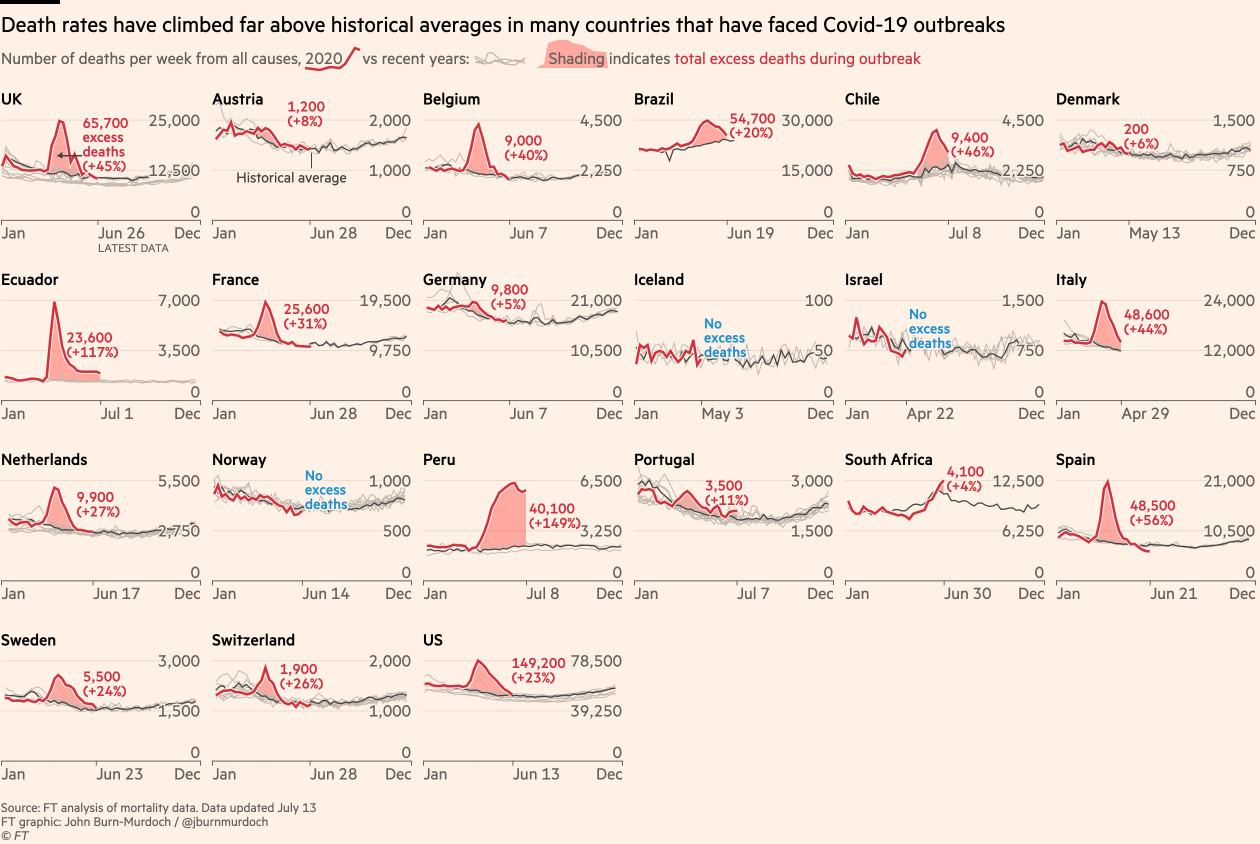 Death rates have climbed far above historical averages in many countries that have faced Covid-19 outbreaks
Number of deaths per week from all causes, 2020 vs recent years: Shading indicates total excess deaths during outbreak
UK
25,000
12,500
0
65,700
excess
deaths
(+45%)
Jan Jun 26 Dec
LATEST DATA
Austria
2,000
1,000
0
1,200
(+8%)
Historical average
Jan Jun 28 Dec
Belgium
4,500
2,250
0
9,000
(+40%)
Jan Jun 7 Dec
Brazil
30,000
15,000
0
54,700
(+20%)
Jan Jun 19 Dec
Chile
4,500
2,250
0
9,400
(+46%)
Jan Jul 8 Dec
Denmark
1,500
750
0
200
(+6%)
Jan May 13 Dec
Ecuador
7,000
3,500
0
23,600
(+117%)
Jan Jul 1 Dec
France
19,500
9,750
0
25,600
(+31%)
Jan Jun 28 Dec
Germany
21,000
10,500
0
9,800
(+5%)
Jan Jun 7 Dec
Iceland
100
50
0
No
excess
deaths
Jan May 3 Dec
Israel
1,500
750
0
No
excess
deaths
Jan Apr 22 Dec
Italy
24,000
12,000
0
48,600
(+44%)
Jan Apr 29 Dec
Netherlands
5,500
2,750
0
9,900
(+27%)
Jan Jun 17 Dec
Norway
1,000
500
0
No
excess
deaths
Jan Jun 14 Dec
Peru
6,500
3,250
0
40,100
(+149%)
Jan Jul 8 Dec
Portugal
3,000
1,500
0
3,500
(+11%)
Jan Jul 7 Dec
South Africa
12,500
6,250
0
4,100
(+4%)
Jan Jun 30 Dec
Spain
21,000
10,500
0
48,500
(+56%)
Jan Jun 21 Dec
Sweden
3,000
1,500
0
5,500
(+24%)
Jan Jun 23 Dec
Switzerland
2,000
1,000
0
1,900
(+26%)
Jan Jun 28 Dec
US
78,500
39,250
0
149,200
(+23%)
Jan Jun 13 Dec
Source: FT analysis of mortality data. Data updated July 13
FT graphic: John Burn-Murdoch / @jburnmurdoch
© FT